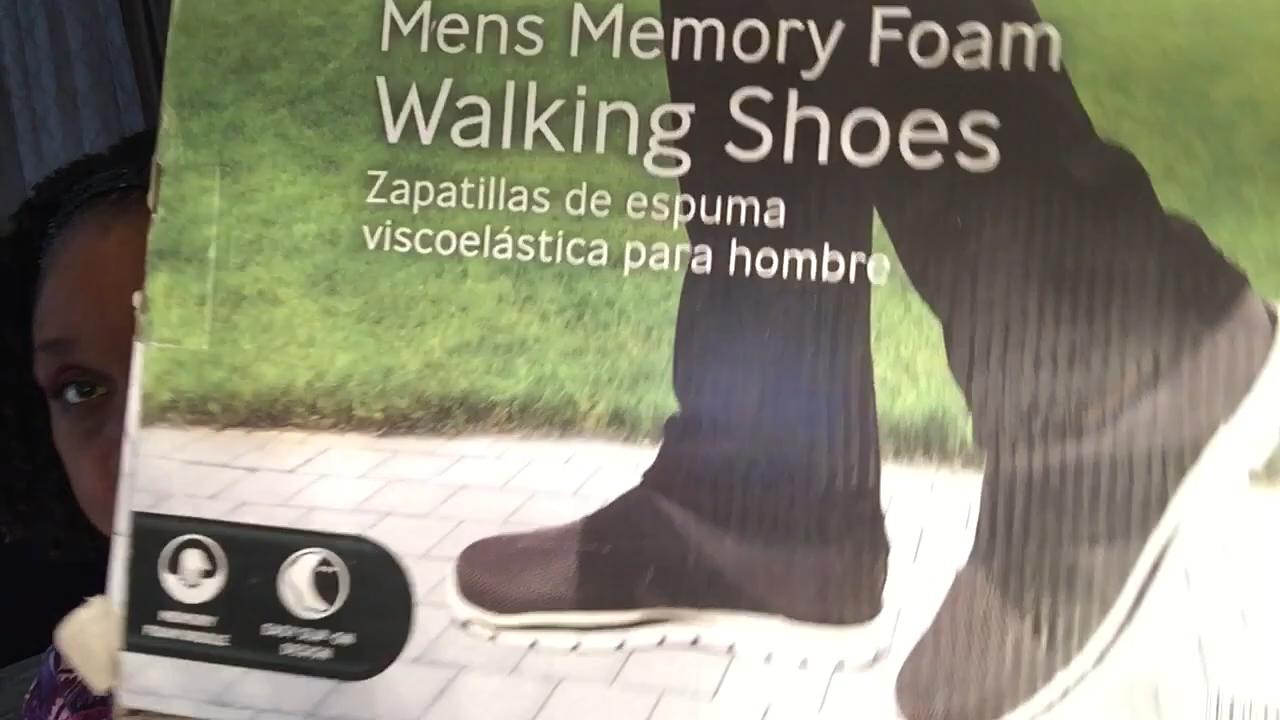 Mens Memory Foam
Walking Shoes
Zapatillas de espuma
viscoelástica para hombre